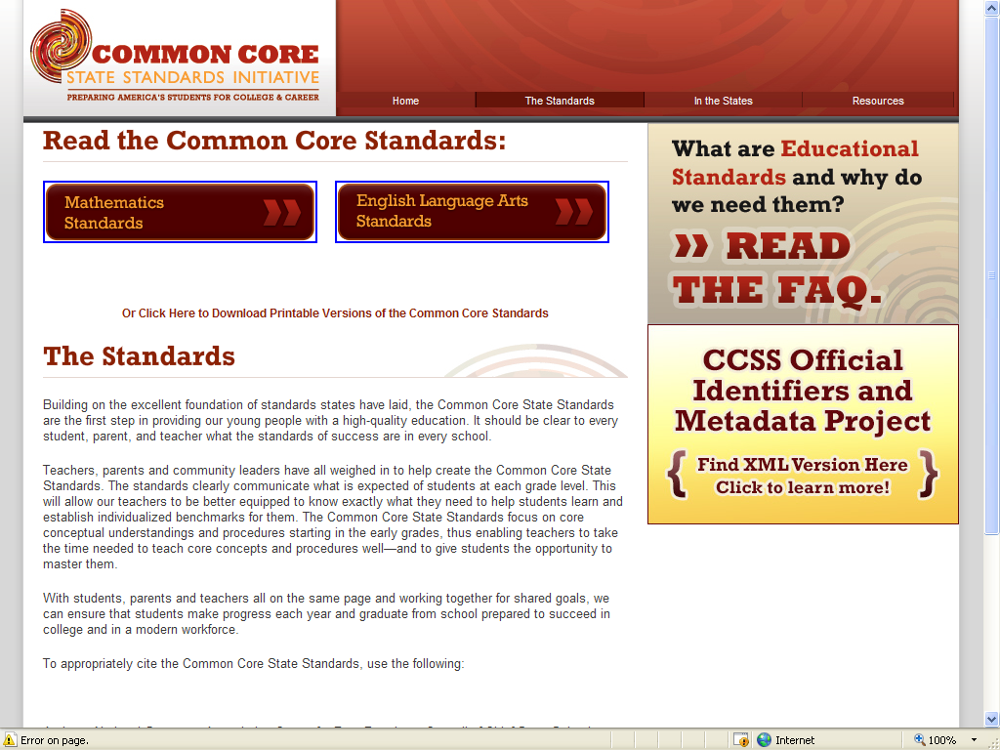 COMMON CORE
STATE STANDARDS INITIATIVE
PREPARING AMERICA'S STUDENTS FOR COLLEGE & CAREER
Home
The Standards
In the States
Resources
Read the Common Core Standards:
Mathematics
Standards
English Language Arts
Standards
Or Click Here to Download Printable Versions of the Common Core Standards
The Standards
Building on the excellent foundation of standards states have laid, the Common Core State Standards
are the first step in providing our young people with a high-quality education. It should be clear to every
student, parent, and teacher what the standards of success are in every school.
Teachers, parents and community leaders have all weighed in to help create the Common Core State
Standards. The standards clearly communicate what is expected of students at each grade level. This
will allow our teachers to be better equipped to know exactly what they need to help students learn and
establish individualized benchmarks for them. The Common Core State Standards focus on core
conceptual understandings and procedures starting in the early grades, thus enabling teachers to take
the time needed to teach core concepts and procedures well—and to give students the opportunity to
master them.
With students, parents and teachers all on the same page and working together for shared goals, we
can ensure that students make progress each year and graduate from school prepared to succeed in
college and in a modern workforce.
To appropriately cite the Common Core State Standards, use the following:
What are Educational
Standards and why do
we need them?
READ
THE FAQ.
CCSS Official
Identifiers and
Metadata Project
{ Find XML Version Here }
Click to learn more!
Error on page.
Internet
100%